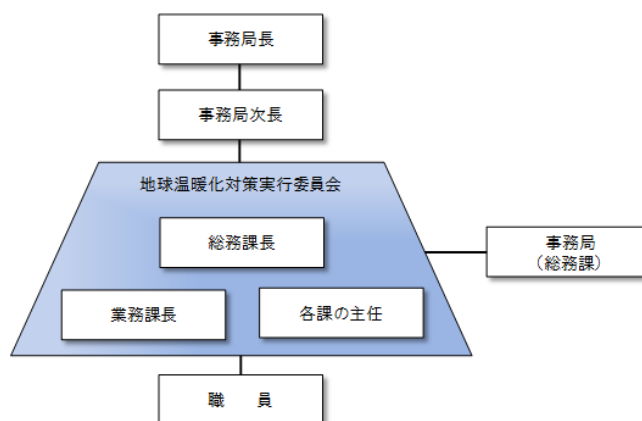 事務局長
事務局次長
地球温暖化対策実行委員会
総務課長
事務局
（総務課）
業務課長
各課の主任
職　　員